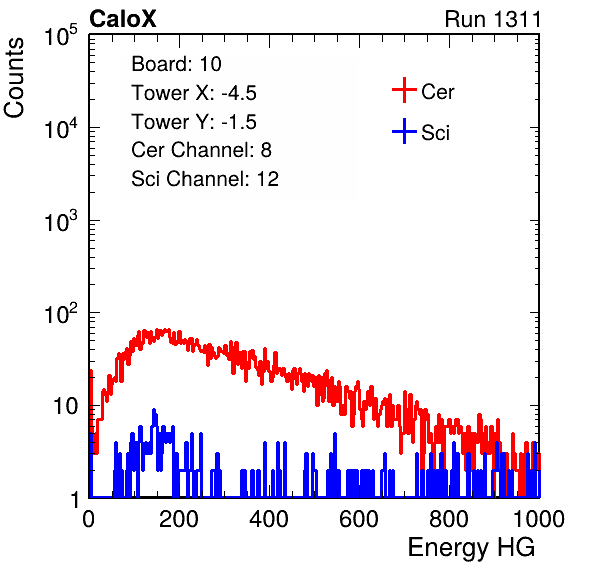 CaloX Run 1311
Counts
10^5
10^4
10^3
10^2
10
1
Board: 10
Tower X: -4.5
Tower Y: -1.5
Cer Channel: 8
Sci Channel: 12
Cer
Sci
0 200 400 600 800 1000
Energy HG